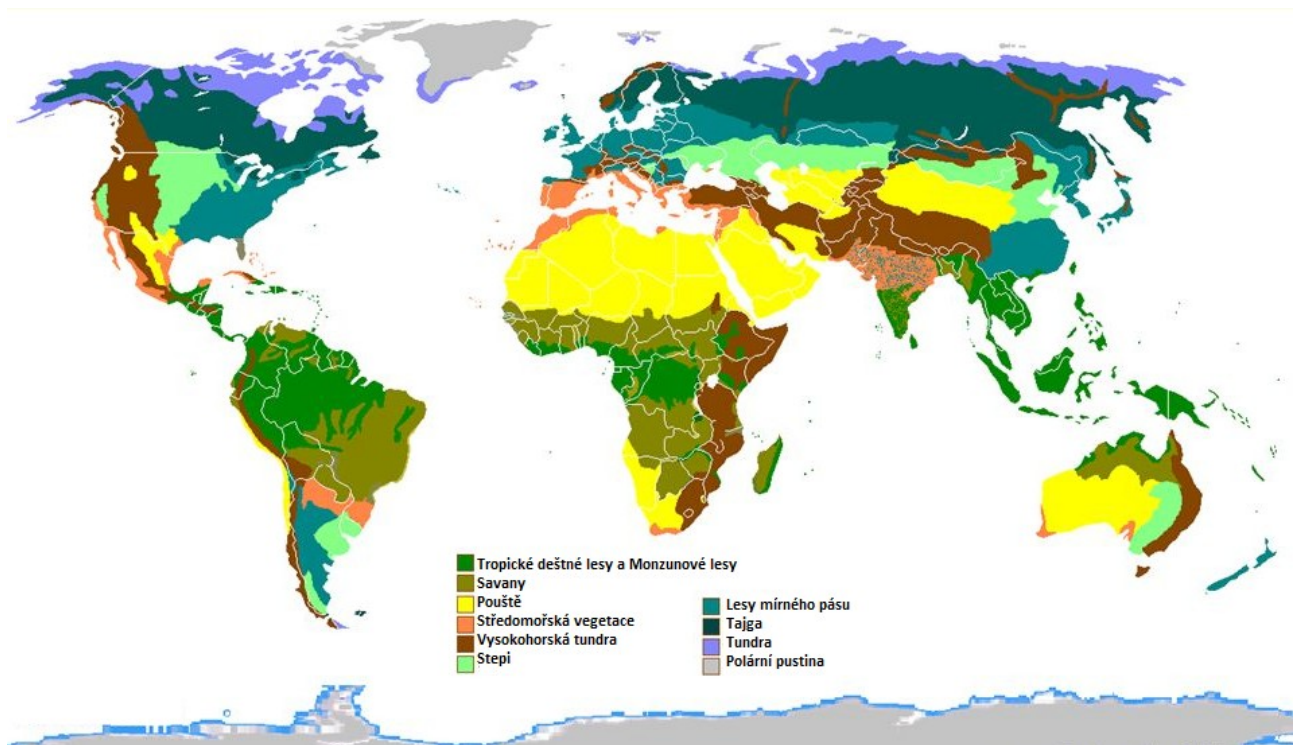 Tropické deštné lesy a Monzunové lesy
Savany
Pouště
Středomořská vegetace
Vysokohorská tundra
Stepi
Lesy mírného pásu
Tajga
Tundra
Polární pustina